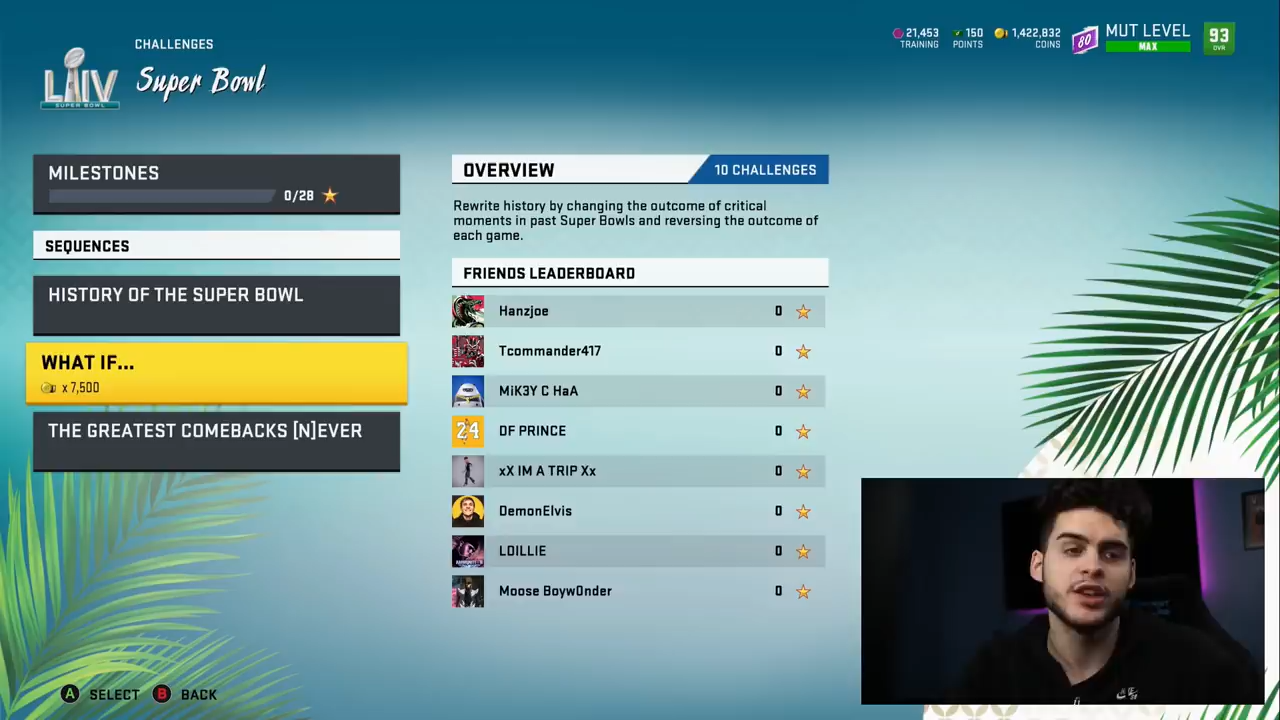 CHALLENGES
Super Bowl
LIV
SUPER BOWL
21,453
TRAINING
150
POINTS
1,422,832
COINS
80
MUT LEVEL
MAX
93
OVR
MILESTONES
0/28
SEQUENCES
HISTORY OF THE SUPER BOWL
WHAT IF...
x 7,500
THE GREATEST COMEBACKS [N]EVER
OVERVIEW
10 CHALLENGES
Rewrite history by changing the outcome of critical
moments in past Super Bowls and reversing the outcome of
each game.
FRIENDS LEADERBOARD
Hanzjoe 0
Tcommander417 0
MiK3Y C HaA 0
24 DF PRINCE 0
xX IM A TRIP Xx 0
DemonElvis 0
LDILLIE 0
Moose Boyw0nder 0
A SELECT B BACK